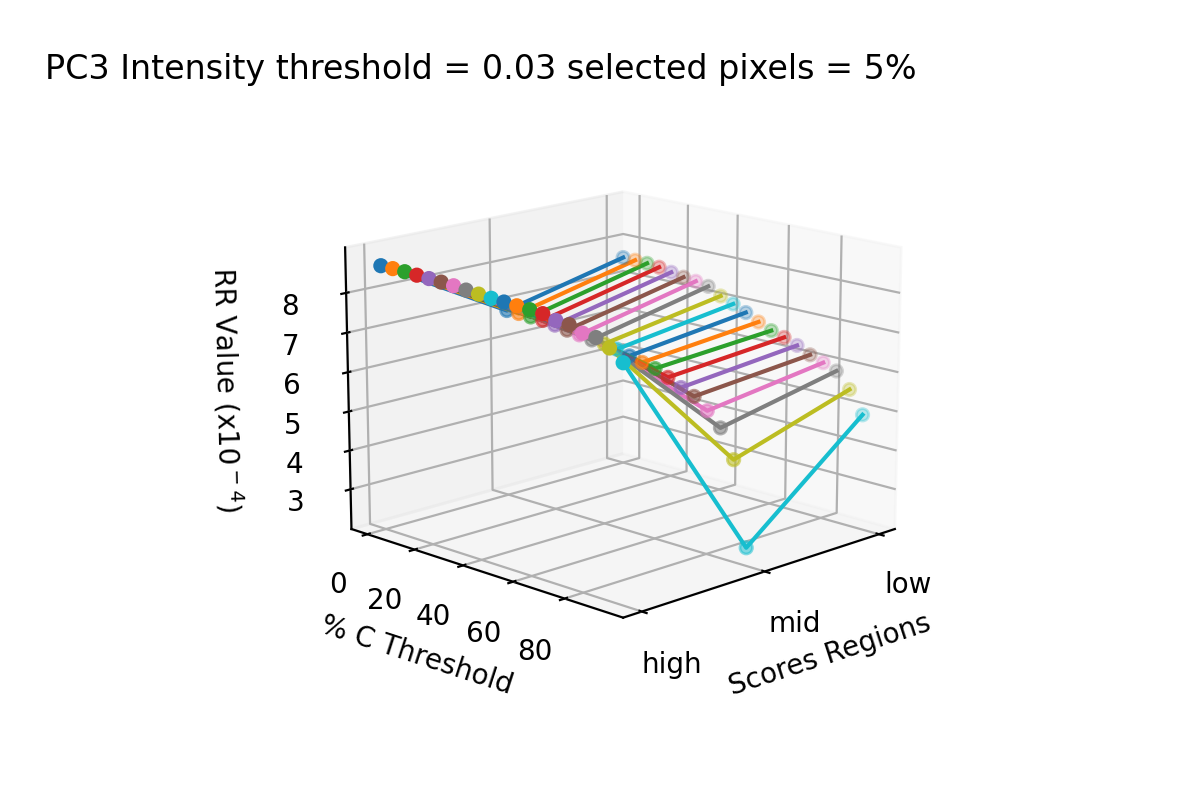 PC3 Intensity threshold = 0.03 selected pixels = 5%
RR Value (x10⁻⁴)
8
7
6
5
4
3
0
20
40
60
80
% C Threshold
high
mid
low
Scores Regions